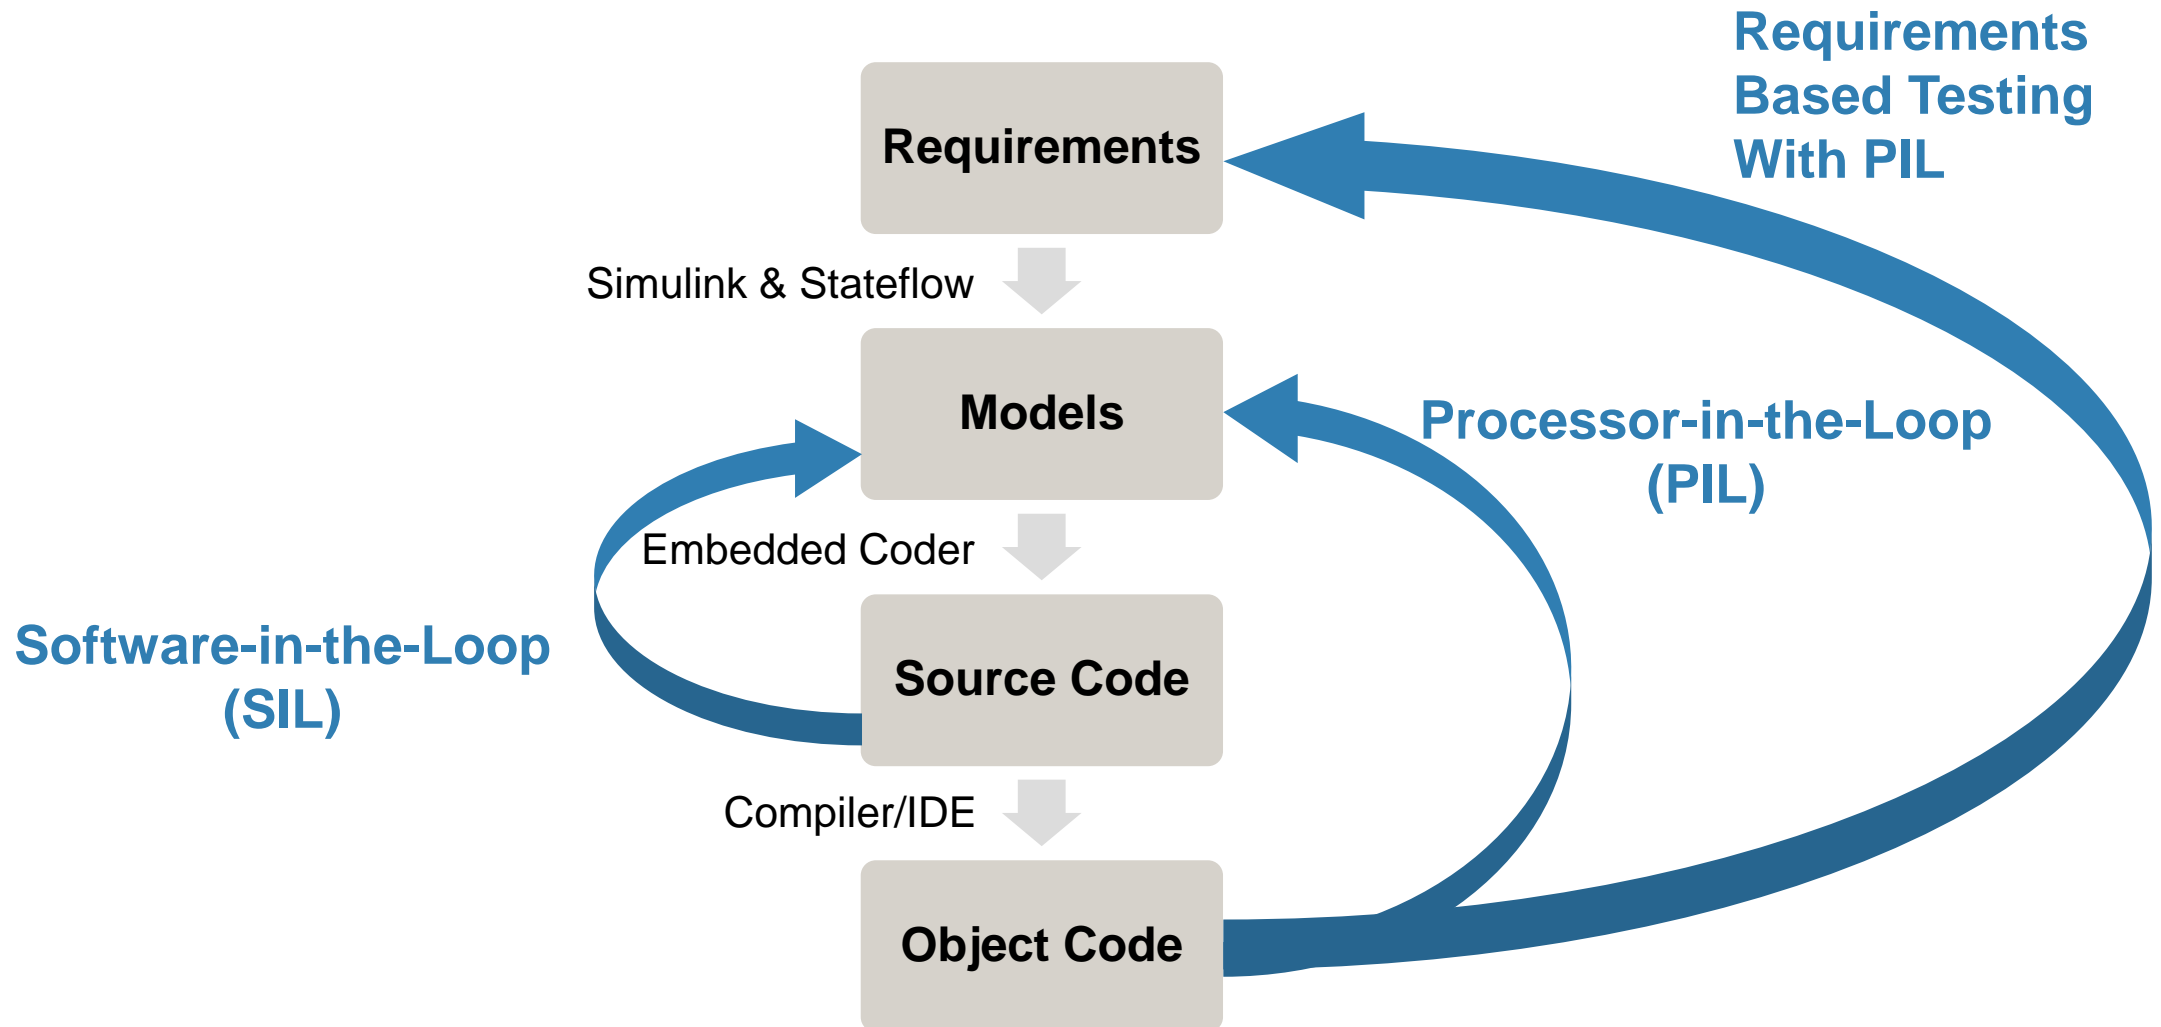 Requirements
Based Testing
With PIL
Requirements
Simulink & Stateflow
Models
Processor-in-the-Loop
(PIL)
Embedded Coder
Software-in-the-Loop
(SIL)
Source Code
Compiler/IDE
Object Code